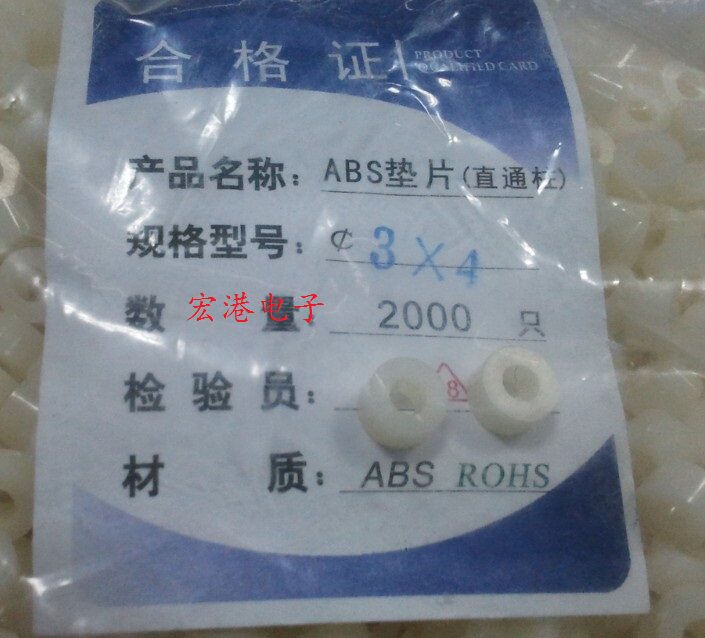 合格证 PRODUCT
QUALIFIED CARD
产品名称：ABS垫片(直通柱)
规格型号：¢ 3×4
数 量：2000 只
宏港电子
检验员： 8
材 质：ABS ROHS